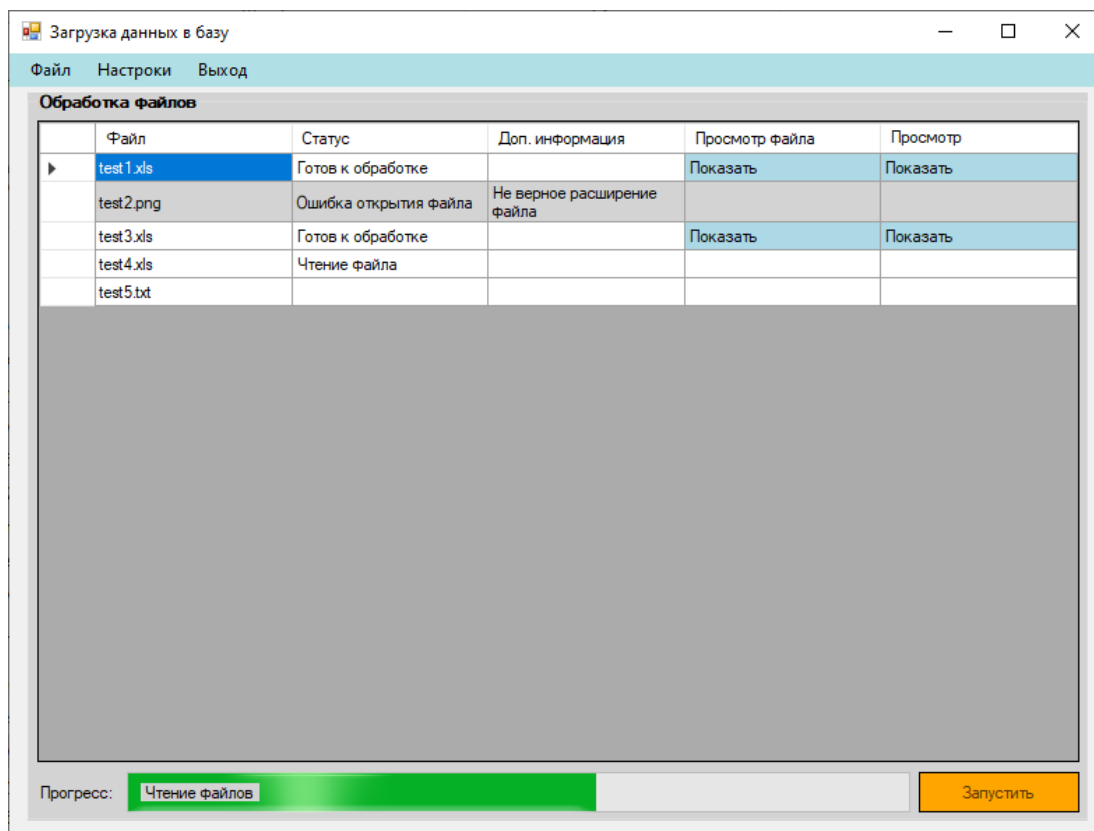 Загрузка данных в базу
Файл Настроки Выход
Обработка файлов
Файл Статус Доп. информация Просмотр файла Просмотр
test1.xls Готов к обработке Показать Показать
test2.png Ошибка открытия файла Не верное расширение
файла
test3.xls Готов к обработке Показать Показать
test4.xls Чтение файла
test5.txt
Прогресс: Чтение файлов Запустить